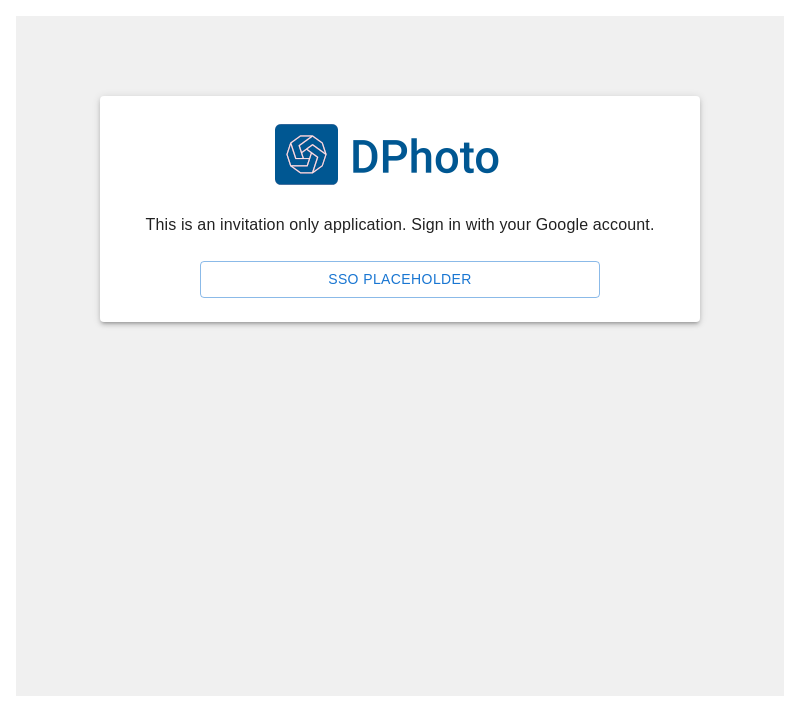 DPhoto
This is an invitation only application. Sign in with your Google account.
SSO PLACEHOLDER